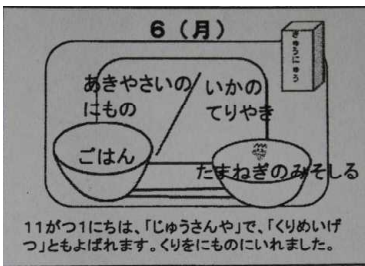 6（月）
ぎゅうにゅう
あきやさいの
にもの
いかの
てりやき
ごはん
たまねぎのみそしる
11がつ1にちは、「じゅうさんや」で、「くりめいげ
つ」ともよばれます。くりをにものにいれました。